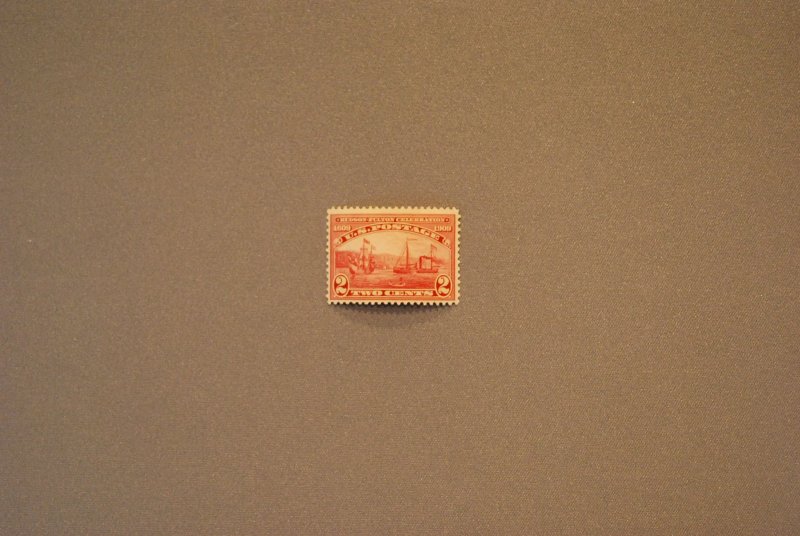 HUDSON-FULTON CELEBRATION
1609 1909
U.S. POSTAGE
2 TWO CENTS 2